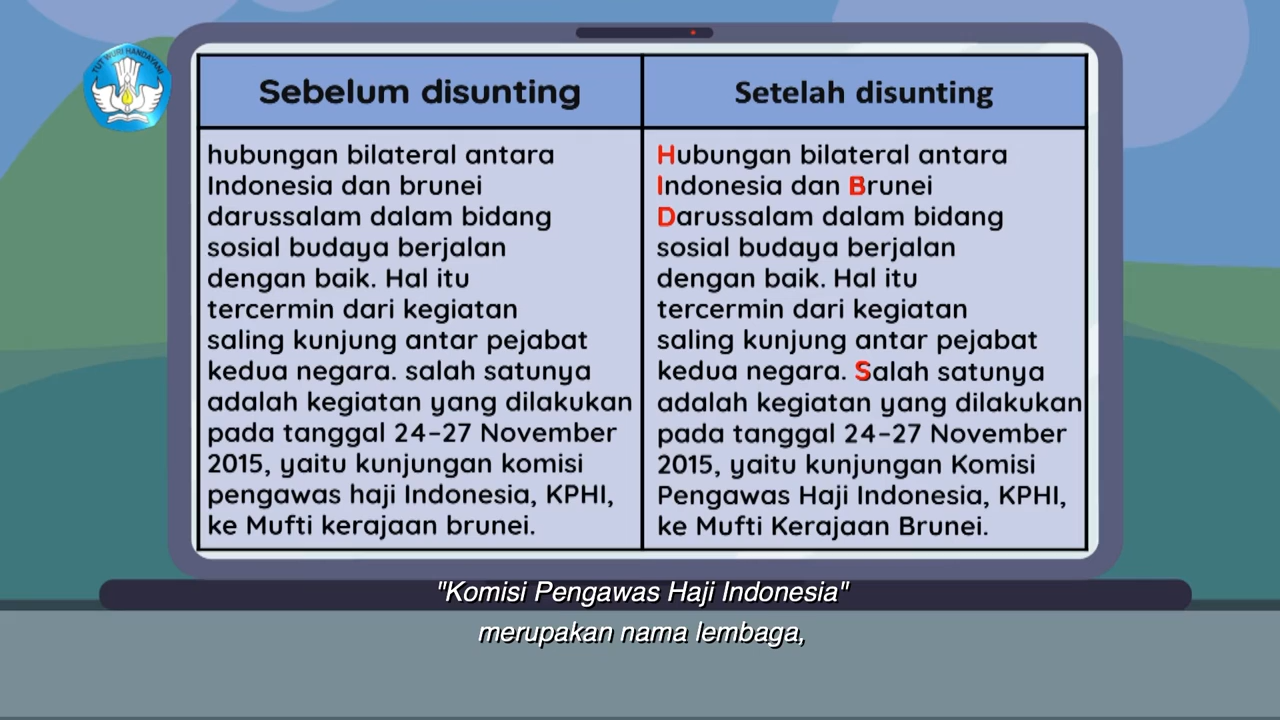 TUT WURI HANDAYANI
Sebelum disunting
hubungan bilateral antara
Indonesia dan brunei
darussalam dalam bidang
sosial budaya berjalan
dengan baik. Hal itu
tercermin dari kegiatan
saling kunjung antar pejabat
kedua negara. salah satunya
adalah kegiatan yang dilakukan
pada tanggal 24–27 November
2015, yaitu kunjungan komisi
pengawas haji Indonesia, KPHI,
ke Mufti kerajaan brunei.
Setelah disunting
Hubungan bilateral antara
Indonesia dan Brunei
Darussalam dalam bidang
sosial budaya berjalan
dengan baik. Hal itu
tercermin dari kegiatan
saling kunjung antar pejabat
kedua negara. Salah satunya
adalah kegiatan yang dilakukan
pada tanggal 24–27 November
2015, yaitu kunjungan Komisi
Pengawas Haji Indonesia, KPHI,
ke Mufti Kerajaan Brunei.
"Komisi Pengawas Haji Indonesia"
merupakan nama lembaga,